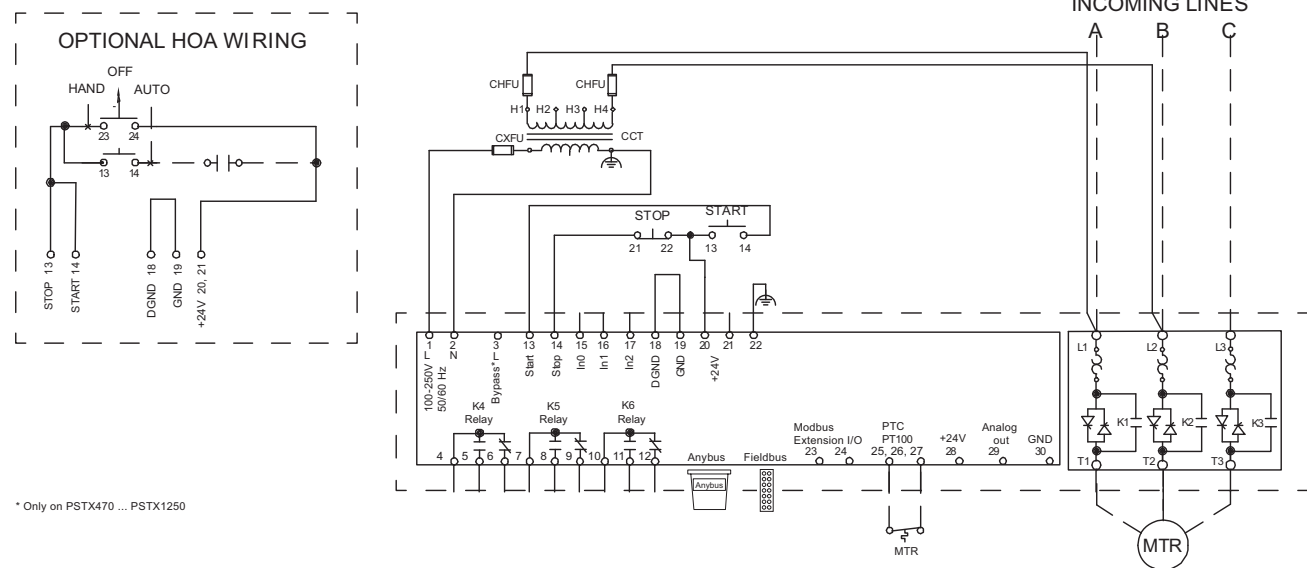 INCOMING LINES
A B C
OPTIONAL HOA WIRING
OFF
HAND AUTO
23 24
13 14
STOP 13
START 14
DGND 18
GND 19
+24V 20, 21
CHFU CHFU
H1 H2 H3 H4
CXFU CCT
STOP START
21 22 13 14
1 2 3 13 14 15 16 17 18 19 20 21 22
L N
100-250V
50/60 Hz
Bypass*L
Start
Stop
In0
In1
In2
DGND
GND
+24V
K4
Relay
K5
Relay
K6
Relay
4 5 6 7 8 9 10 11 12
Modbus
Extension I/O
23 24
PTC
PT100
25, 26, 27
+24V
28
Analog
out
29
GND
30
Anybus Fieldbus
Anybus
MTR
L1 L2 L3
K1 K2 K3
T1 T2 T3
MTR
* Only on PSTX470 ... PSTX1250